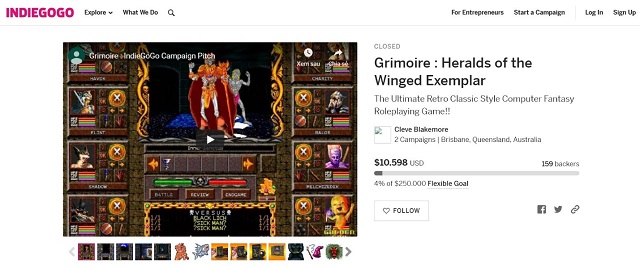 INDIEGOGO Explore What We Do For Entrepreneurs Start a Campaign Log In Sign Up
CLOSED
Grimoire : IndieGoGo Campaign Pitch
Xem sau Chia sẻ
Grimoire : Heralds of the
Winged Exemplar
The Ultimate Retro Classic Style Computer Fantasy
Roleplaying Game!!
Cleve Blakemore
2 Campaigns | Brisbane, Queensland, Australia
$10.598 USD 159 backers
4% of $250.000 Flexible Goal
FOLLOW
HAVOK CHARITY
FLINT BALOR
SHADOW MELCHIZEDEK
BATTLE REVIEW ENDGAME
VERSUS
BLACK LICH
?SICK MAN?
?SICK MAN?